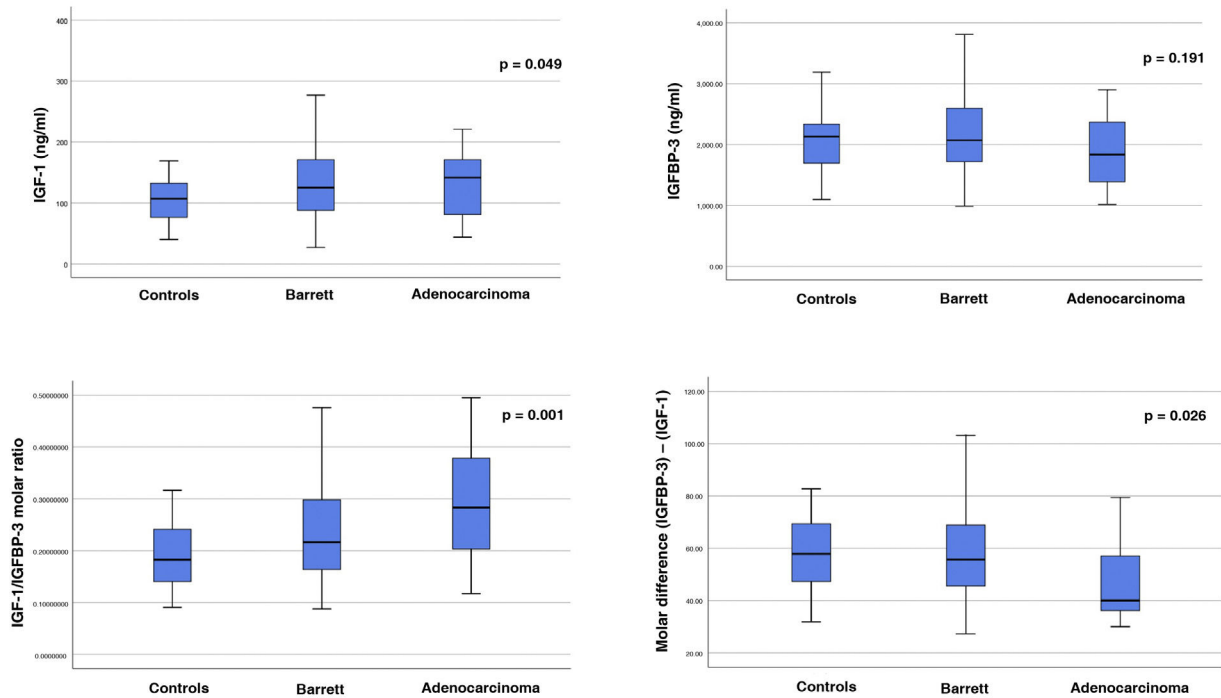 IGF-1 (ng/ml)
400
300
200
100
0
p = 0.049
Controls
Barrett
Adenocarcinoma
IGFBP-3 (ng/ml)
4,000.00
3,000.00
2,000.00
1,000.00
0.00
p = 0.191
Controls
Barrett
Adenocarcinoma
IGF-1/IGFBP-3 molar ratio
0.50000000
0.40000000
0.30000000
0.20000000
0.10000000
0.0000000
p = 0.001
Controls
Barrett
Adenocarcinoma
Molar difference (IGFBP-3) – (IGF-1)
120.00
100.00
80.00
60.00
40.00
20.00
p = 0.026
Controls
Barrett
Adenocarcinoma